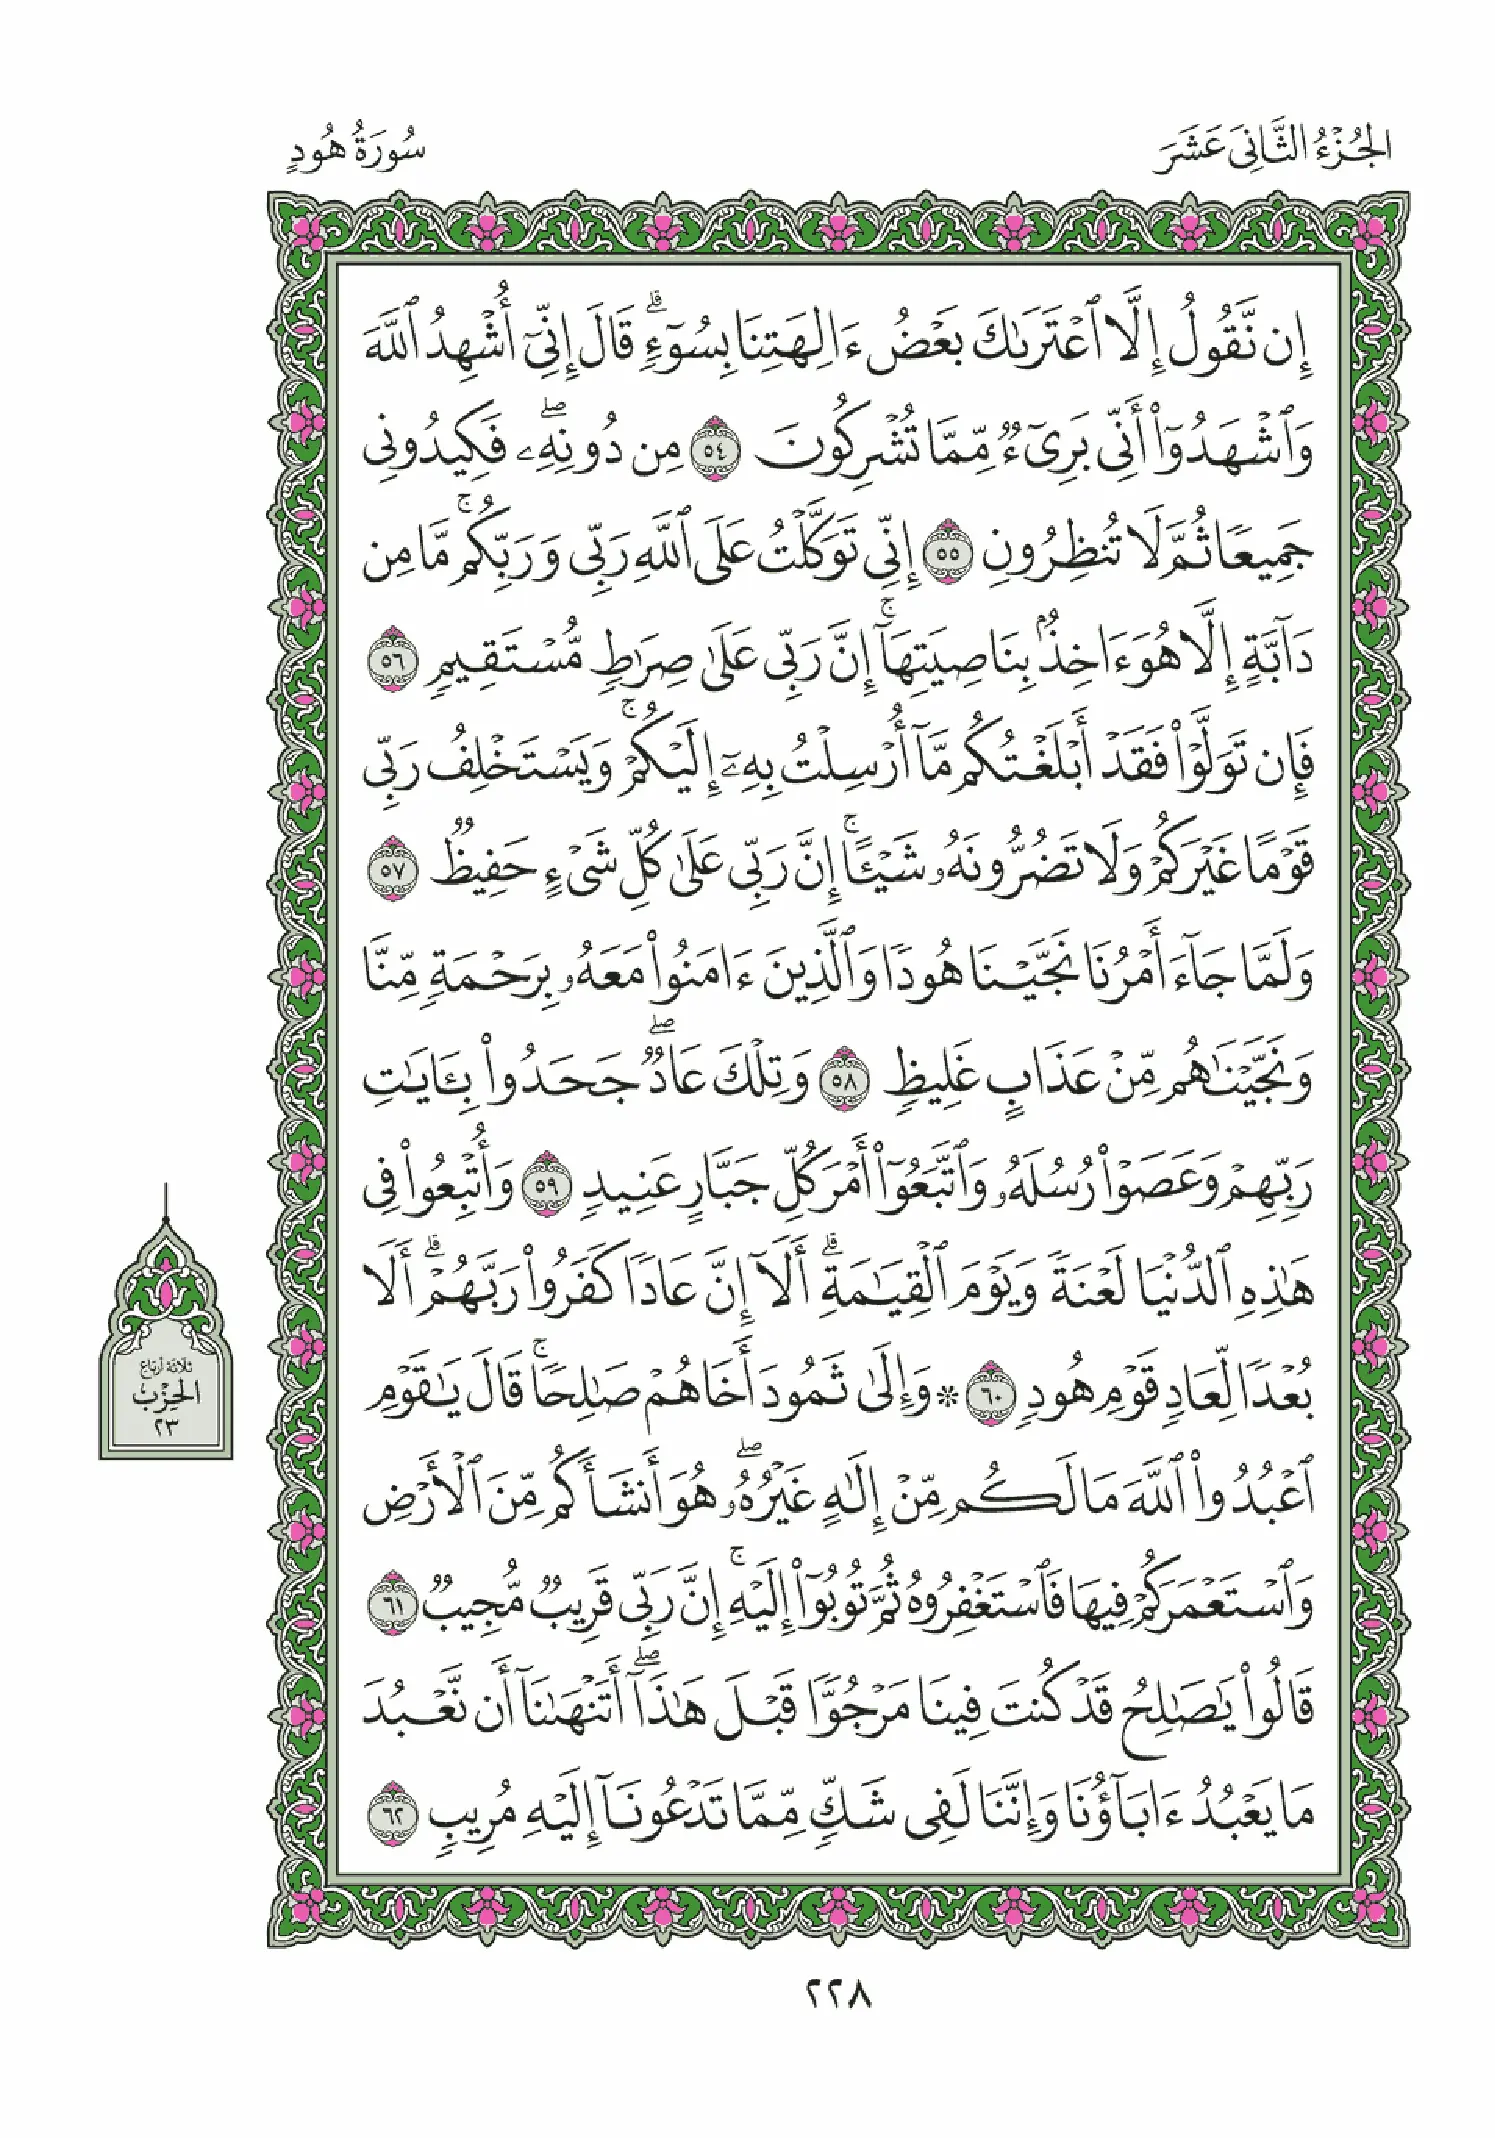 الجُزْءُ الثَّانِي عَشَرَ
سُورَةُ هُودٍ
إِن نَّقُولُ إِلَّا ٱعْتَرَىٰكَ بَعْضُ ءَالِهَتِنَا بِسُوٓءٍۗ قَالَ إِنِّىٓ أُشْهِدُ ٱللَّهَ
وَٱشْهَدُوٓا۟ أَنِّى بَرِىٓءٌ مِّمَّا تُشْرِكُونَ ٥٤ مِن دُونِهِۦۖ فَكِيدُونِى
جَمِيعًا ثُمَّ لَا تُنظِرُونِ ٥٥ إِنِّى تَوَكَّلْتُ عَلَى ٱللَّهِ رَبِّى وَرَبِّكُمۚ مَّا مِن
دَآبَّةٍ إِلَّا هُوَ ءَاخِذٌۢ بِنَاصِيَتِهَآۚ إِنَّ رَبِّى عَلَىٰ صِرَٰطٍ مُّسْتَقِيمٍ ٥٦
فَإِن تَوَلَّوْا۟ فَقَدْ أَبْلَغْتُكُم مَّآ أُرْسِلْتُ بِهِۦٓ إِلَيْكُمْۚ وَيَسْتَخْلِفُ رَبِّى
قَوْمًا غَيْرَكُمْ وَلَا تَضُرُّونَهُۥ شَيْـًٔاۚ إِنَّ رَبِّى عَلَىٰ كُلِّ شَىْءٍ حَفِيظٌ ٥٧
وَلَمَّا جَآءَ أَمْرُنَا نَجَّيْنَا هُودًا وَٱلَّذِينَ ءَامَنُوا۟ مَعَهُۥ بِرَحْمَةٍ مِّنَّا
وَنَجَّيْنَٰهُم مِّنْ عَذَابٍ غَلِيظٍ ٥٨ وَتِلْكَ عَادٌۖ جَحَدُوا۟ بِـَٔايَٰتِ
رَبِّهِمْ وَعَصَوْا۟ رُسُلَهُۥ وَٱتَّبَعُوٓا۟ أَمْرَ كُلِّ جَبَّارٍ عَنِيدٍ ٥٩ وَأُتْبِعُوا۟ فِى
هَٰذِهِ ٱلدُّنْيَا لَعْنَةً وَيَوْمَ ٱلْقِيَٰمَةِۗ أَلَآ إِنَّ عَادًا كَفَرُوا۟ رَبَّهُمْۗ أَلَا
بُعْدًا لِّعَادٍ قَوْمِ هُودٍ ٦٠ ۞ وَإِلَىٰ ثَمُودَ أَخَاهُمْ صَٰلِحًاۚ قَالَ يَٰقَوْمِ
ٱعْبُدُوا۟ ٱللَّهَ مَا لَكُم مِّنْ إِلَٰهٍ غَيْرُهُۥۖ هُوَ أَنشَأَكُم مِّنَ ٱلْأَرْضِ
وَٱسْتَعْمَرَكُمْ فِيهَا فَٱسْتَغْفِرُوهُ ثُمَّ تُوبُوٓا۟ إِلَيْهِۚ إِنَّ رَبِّى قَرِيبٌ مُّجِيبٌ ٦١
قَالُوا۟ يَٰصَٰلِحُ قَدْ كُنتَ فِينَا مَرْجُوًّا قَبْلَ هَٰذَآۖ أَتَنْهَىٰنَآ أَن نَّعْبُدَ
مَا يَعْبُدُ ءَابَآؤُنَا وَإِنَّنَا لَفِى شَكٍّ مِّمَّا تَدْعُونَآ إِلَيْهِ مُرِيبٍ ٦٢
ثلاثة أرباع
الحِزْب
٢٣
٢٢٨